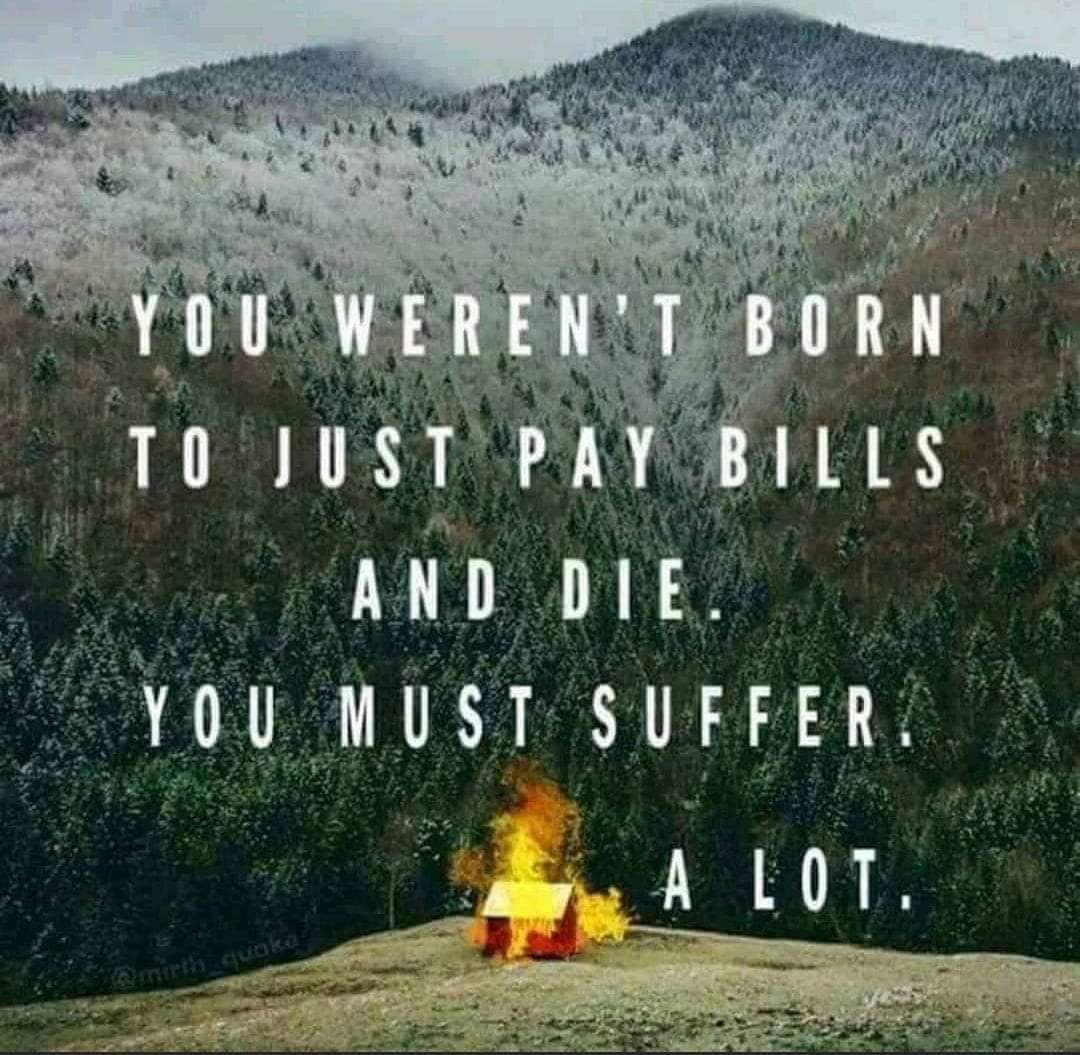 YOU WEREN'T BORN
TO JUST PAY BILLS
AND DIE.
YOU MUST SUFFER.
A LOT.
@mirth_quake